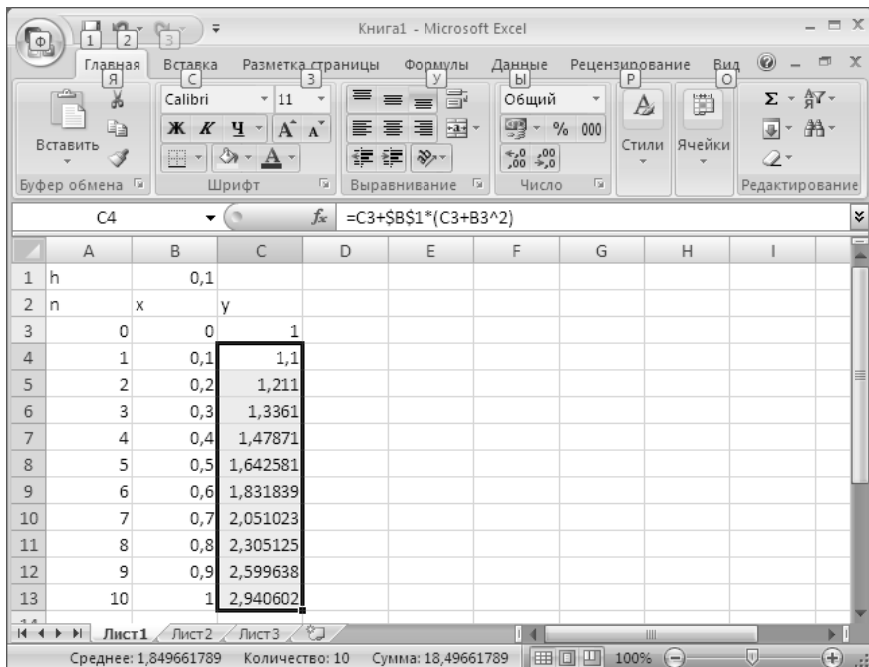 Книга1 - Microsoft Excel
Ф 1 2 3
Главная Вставка Разметка страницы Формулы Данные Рецензирование Вид
Я С З У Ы Р О
Calibri 11 Общий
Вставить Ж К Ч А А % 000 Стили Ячейки Σ
Буфер обмена Шрифт Выравнивание Число Редактирование
C4 fx =C3+$B$1*(C3+B3^2)
A B C D E F G H I
1 h 0,1
2 n x y
3 0 0 1
4 1 0,1 1,1
5 2 0,2 1,211
6 3 0,3 1,3361
7 4 0,4 1,47871
8 5 0,5 1,642581
9 6 0,6 1,831839
10 7 0,7 2,051023
11 8 0,8 2,305125
12 9 0,9 2,599638
13 10 1 2,940602
Лист1 Лист2 Лист3
Среднее: 1,849661789 Количество: 10 Сумма: 18,49661789 100%